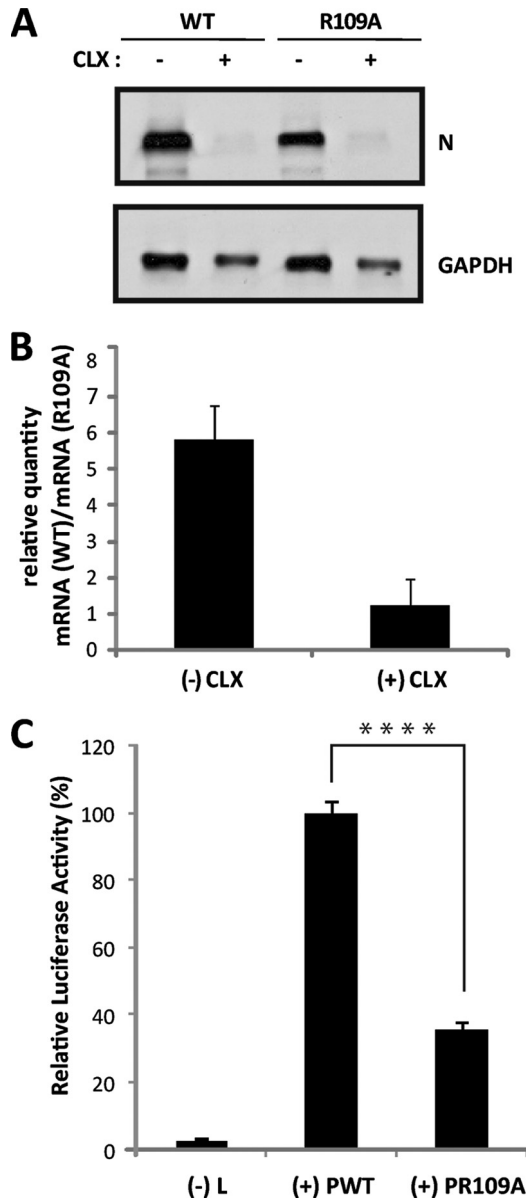 A
WT R109A
CLX : - + - +
N
GAPDH
B
relative quantity
mRNA (WT)/mRNA (R109A)
8
7
6
5
4
3
2
1
0
(-) CLX (+) CLX
C
Relative Luciferase Activity (%)
120
100
80
60
40
20
0
****
(-) L (+) PWT (+) PR109A